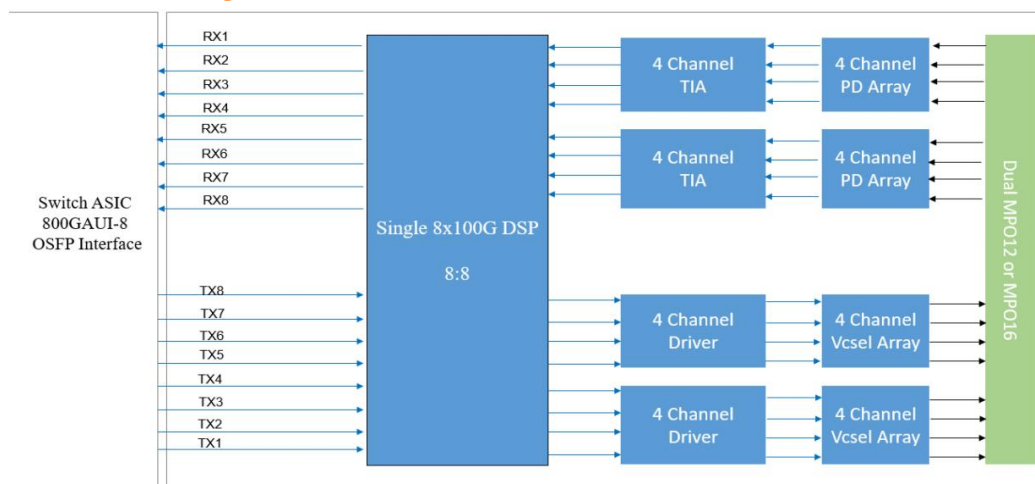 RX1
RX2
RX3
RX4
RX5
RX6
RX7
RX8
Switch ASIC
800GAUI-8
OSFP Interface
TX8
TX7
TX6
TX5
TX4
TX3
TX2
TX1
Single 8x100G DSP
8:8
4 Channel
TIA
4 Channel
PD Array
4 Channel
TIA
4 Channel
PD Array
4 Channel
Driver
4 Channel
Vcsel Array
4 Channel
Driver
4 Channel
Vcsel Array
Dual MPO12 or MPO16